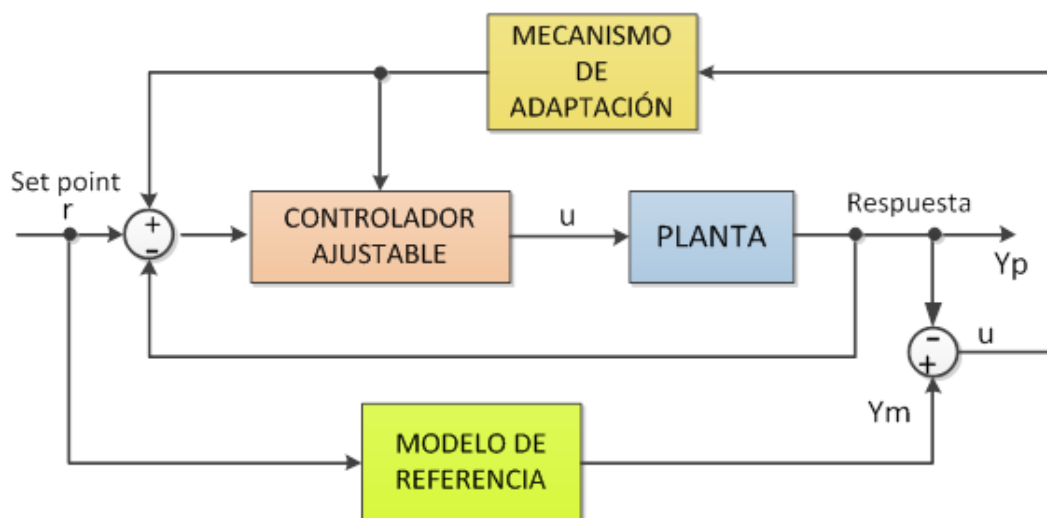 MECANISMO
DE
ADAPTACIÓN
Set point
r
+
-
CONTROLADOR
AJUSTABLE
u
PLANTA
Respuesta
Yp
-
+
u
Ym
MODELO DE
REFERENCIA